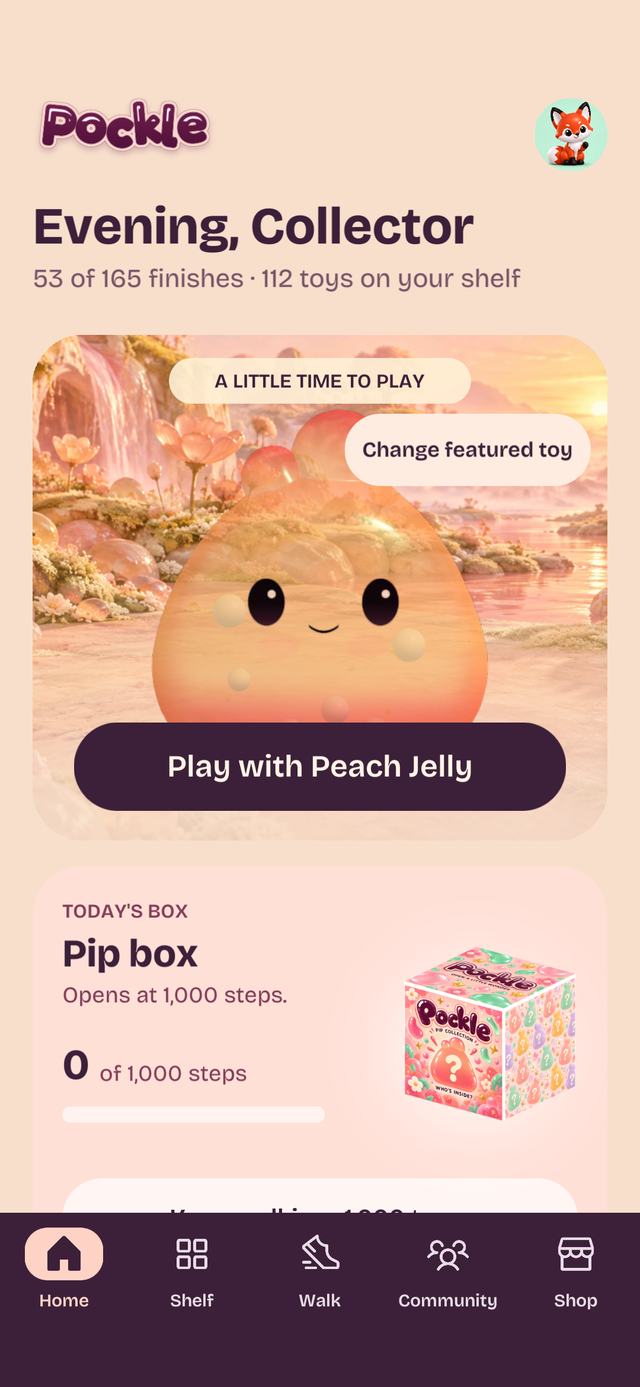 Pockle
Evening, Collector
53 of 165 finishes · 112 toys on your shelf
A LITTLE TIME TO PLAY
Change featured toy
Play with Peach Jelly
TODAY'S BOX
Pip box
Opens at 1,000 steps.
0 of 1,000 steps
Pockle
Pockle
PIP COLLECTION
?
WHO'S INSIDE?
Home
Shelf
Walk
Community
Shop